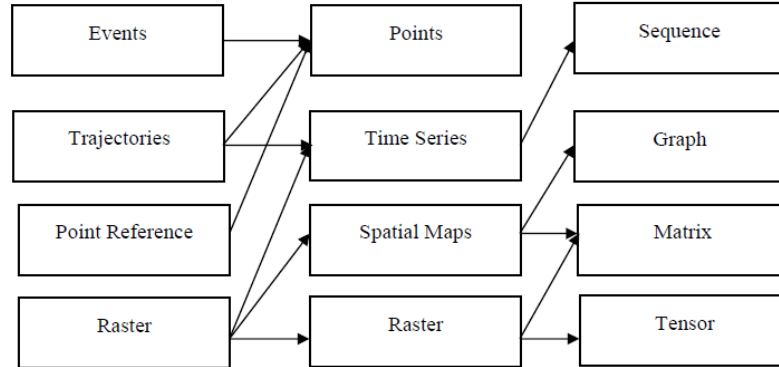 Events
Points
Sequence
Trajectories
Time Series
Graph
Point Reference
Spatial Maps
Matrix
Raster
Raster
Tensor